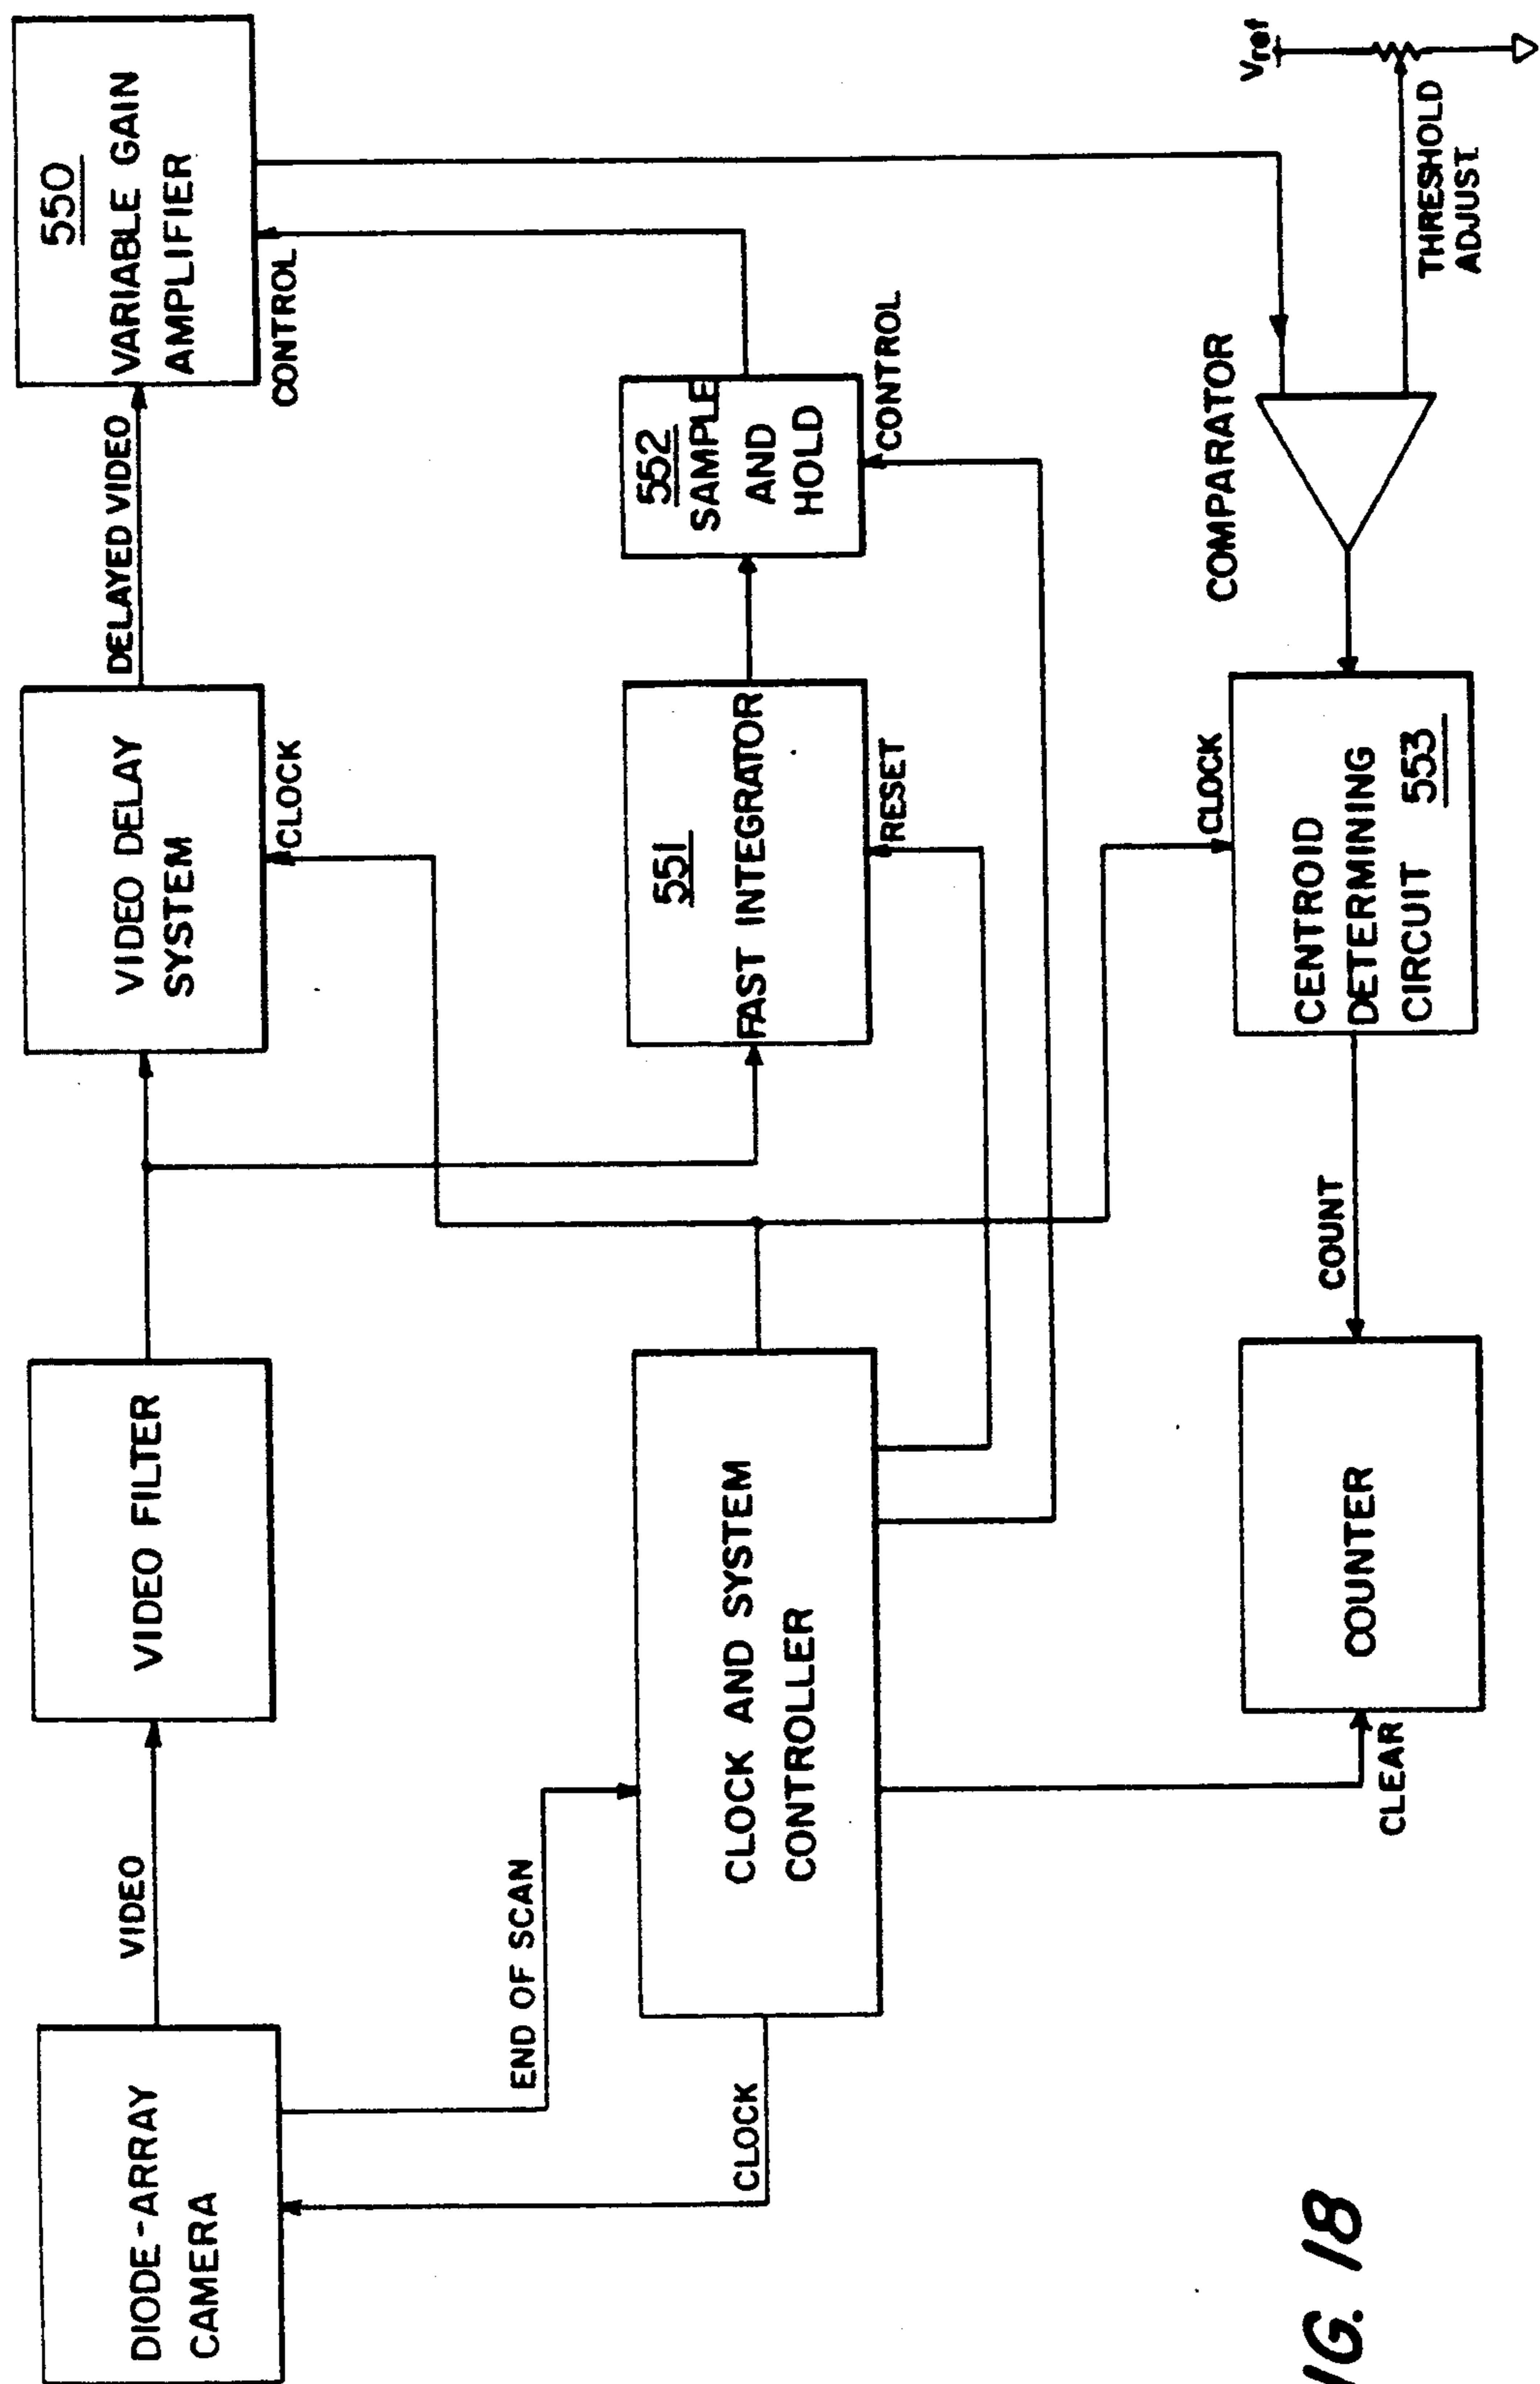 DIODE-ARRAY
CAMERA
VIDEO
VIDEO FILTER
VIDEO DELAY
SYSTEM
CLOCK
DELAYED VIDEO
550
VARIABLE GAIN
AMPLIFIER
CONTROL
END OF SCAN
CLOCK
CLOCK AND SYSTEM
CONTROLLER
551
FAST INTEGRATOR
RESET
552
SAMPLE
AND
HOLD
CONTROL
CLEAR
COUNTER
COUNT
CLOCK
CENTROID
DETERMINING
CIRCUIT 553
COMPARATOR
Vref
THRESHOLD
ADJUST
IG. 18